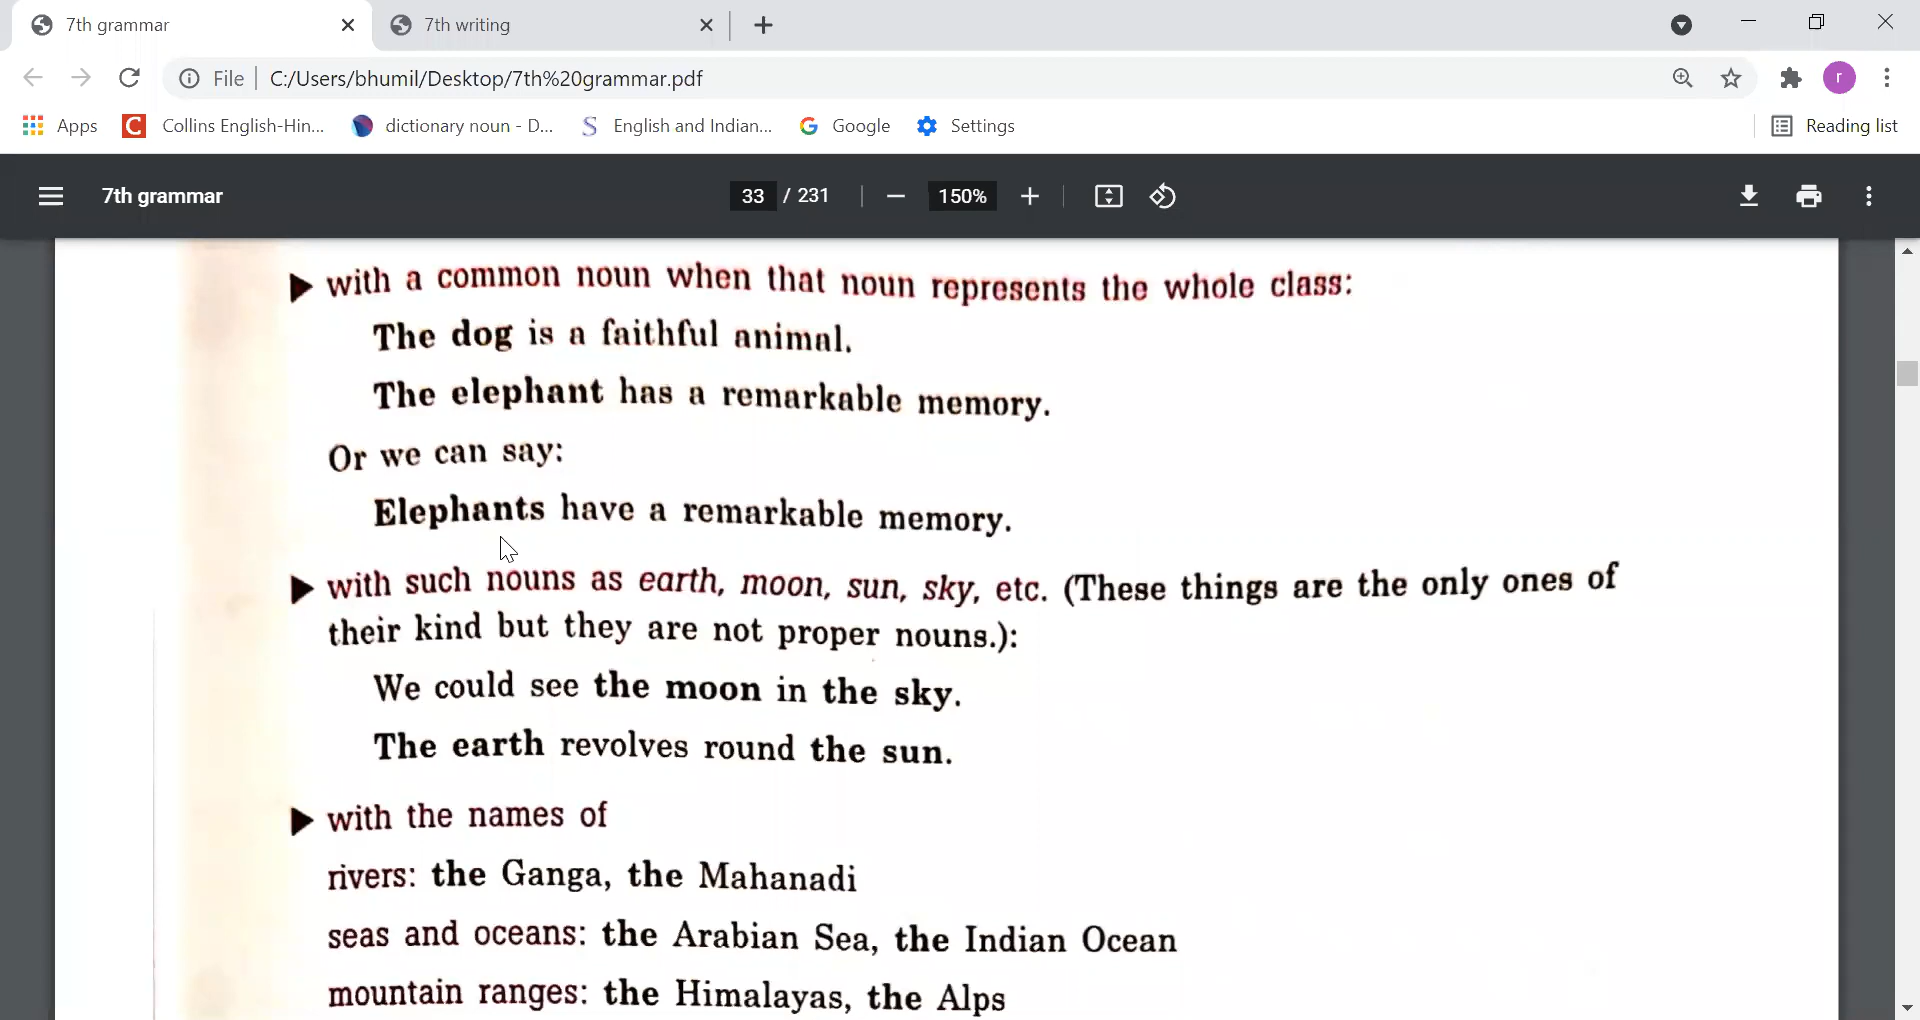 7th grammar
7th writing
File
C:/Users/bhumil/Desktop/7th%20grammar.pdf
r
Apps
Collins English-Hin...
dictionary noun - D...
English and Indian...
Google
Settings
Reading list
7th grammar
33 / 231
150%
with a common noun when that noun represents the whole class:
The dog is a faithful animal.
The elephant has a remarkable memory.
Or we can say:
Elephants have a remarkable memory.
with such nouns as earth, moon, sun, sky, etc. (These things are the only ones of
their kind but they are not proper nouns.):
We could see the moon in the sky.
The earth revolves round the sun.
with the names of
rivers: the Ganga, the Mahanadi
seas and oceans: the Arabian Sea, the Indian Ocean
mountain ranges: the Himalayas, the Alps